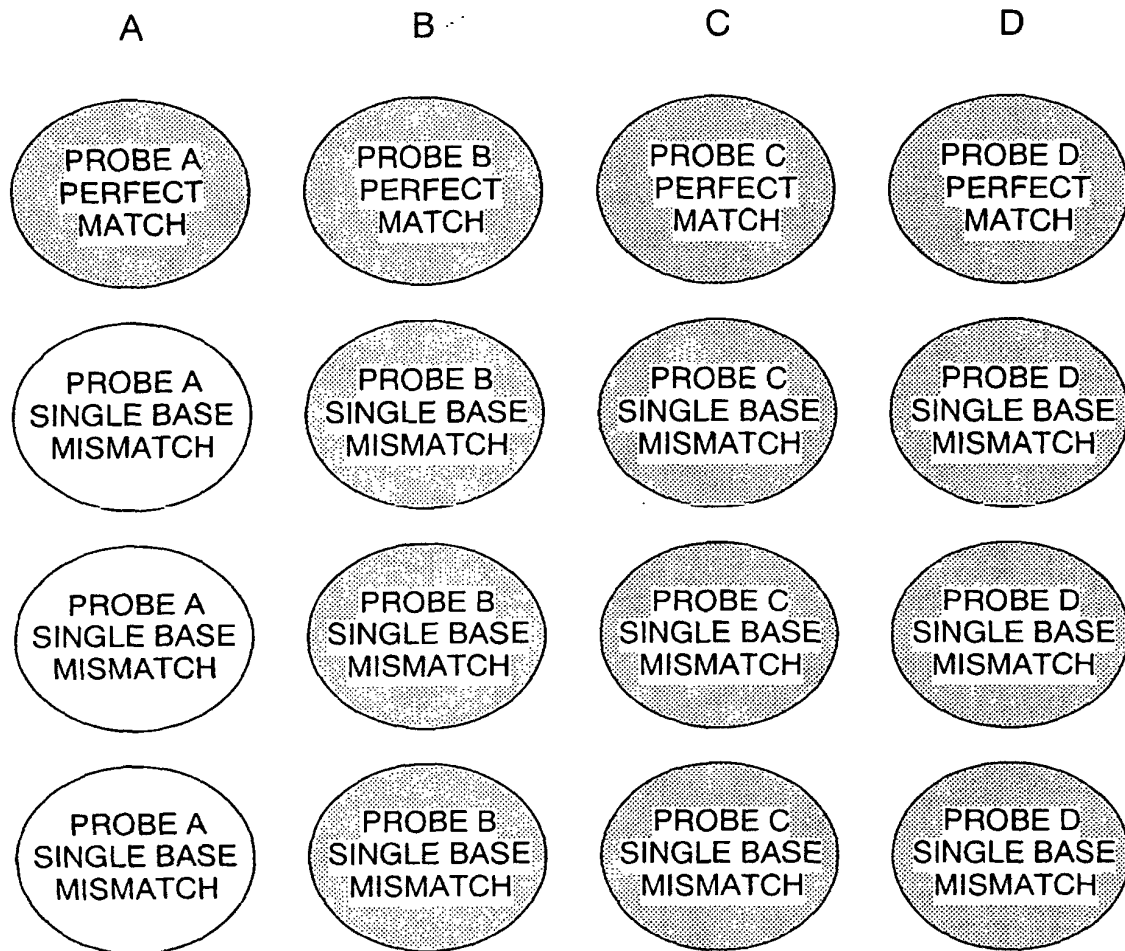 A
B
C
D
PROBE A
PERFECT
MATCH
PROBE B
PERFECT
MATCH
PROBE C
PERFECT
MATCH
PROBE D
PERFECT
MATCH
PROBE A
SINGLE BASE
MISMATCH
PROBE B
SINGLE BASE
MISMATCH
PROBE C
SINGLE BASE
MISMATCH
PROBE D
SINGLE BASE
MISMATCH
PROBE A
SINGLE BASE
MISMATCH
PROBE B
SINGLE BASE
MISMATCH
PROBE C
SINGLE BASE
MISMATCH
PROBE D
SINGLE BASE
MISMATCH
PROBE A
SINGLE BASE
MISMATCH
PROBE B
SINGLE BASE
MISMATCH
PROBE C
SINGLE BASE
MISMATCH
PROBE D
SINGLE BASE
MISMATCH